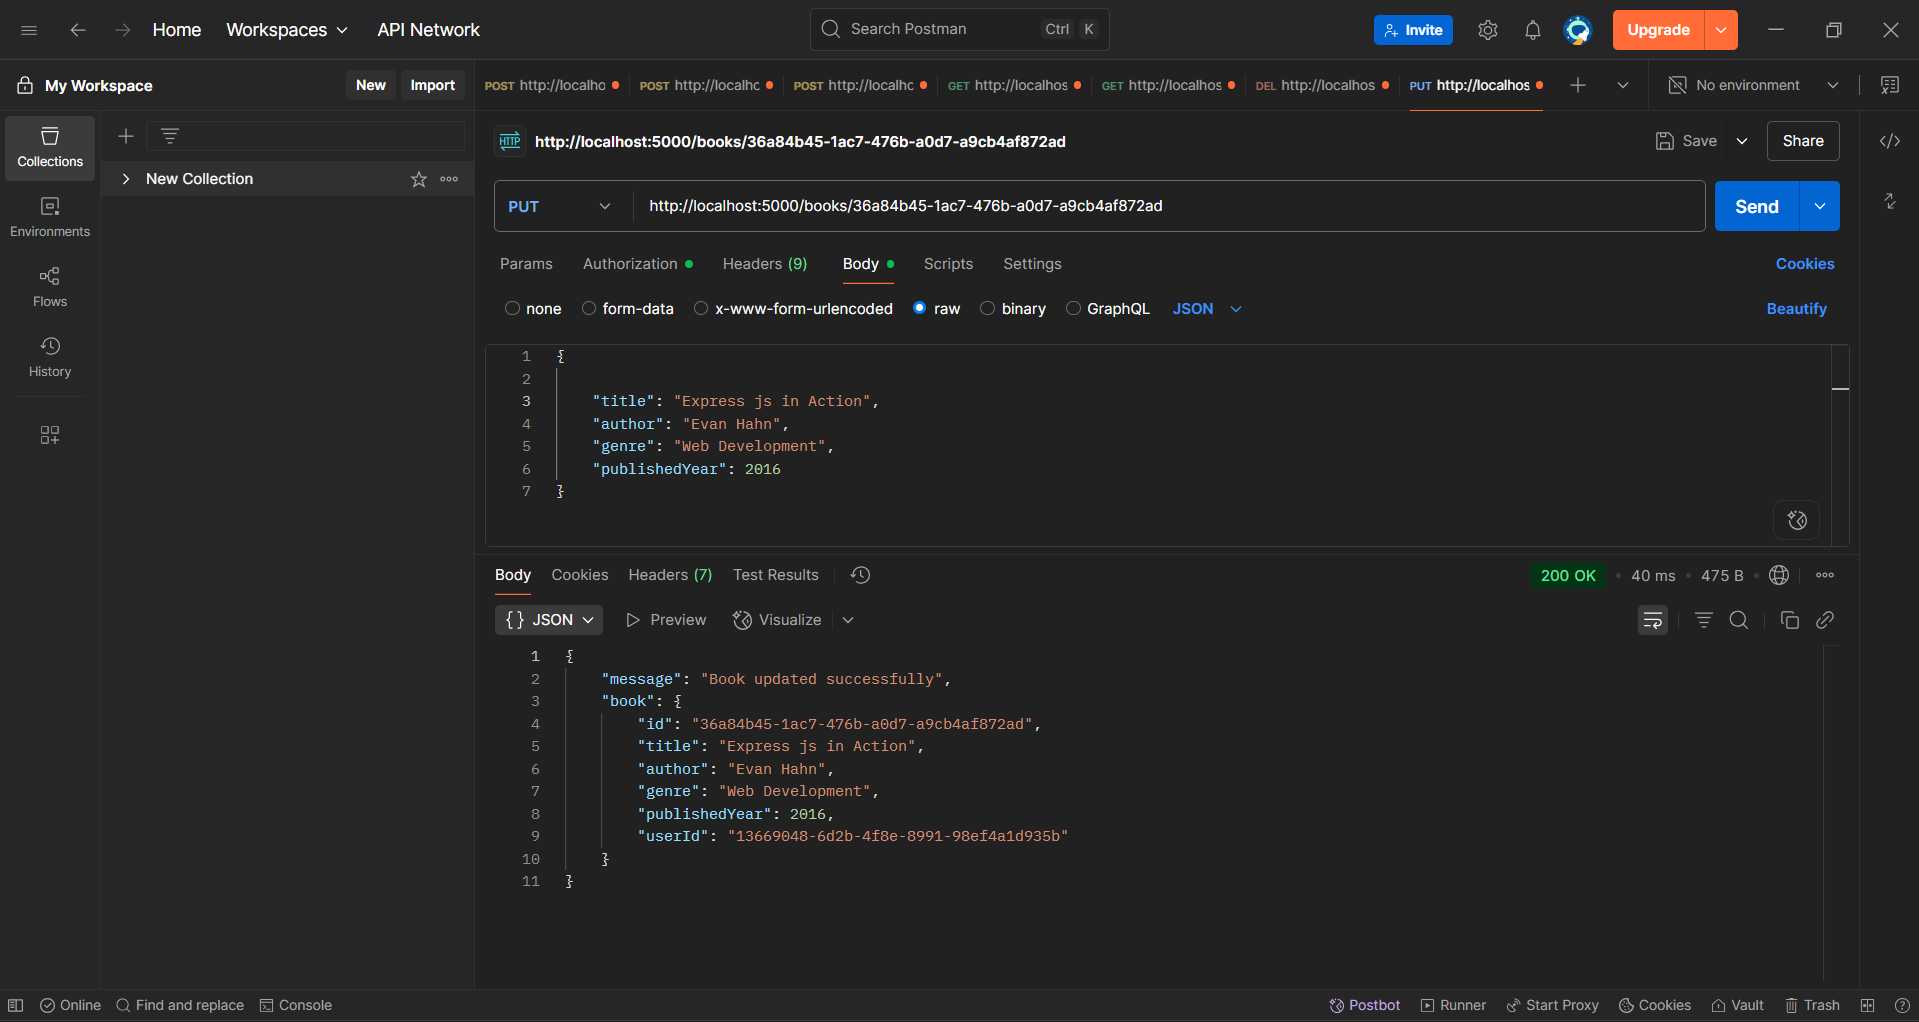 Home Workspaces API Network Search Postman Ctrl K Invite Upgrade
My Workspace New Import POST http://localho POST http://localhc POST http://localhc GET http://localhos GET http://localhos DEL http://localhos PUT http://localhos No environment
Collections
Environments
Flows
History
New Collection
HTTP http://localhost:5000/books/36a84b45-1ac7-476b-a0d7-a9cb4af872ad Save Share
PUT http://localhost:5000/books/36a84b45-1ac7-476b-a0d7-a9cb4af872ad Send
Params Authorization Headers (9) Body Scripts Settings Cookies
none form-data x-www-form-urlencoded raw binary GraphQL JSON Beautify
1 {
2
3 "title": "Express js in Action",
4 "author": "Evan Hahn",
5 "genre": "Web Development",
6 "publishedYear": 2016
7 }
Body Cookies Headers (7) Test Results 200 OK 40 ms 475 B
{} JSON Preview Visualize
1 {
2 "message": "Book updated successfully",
3 "book": {
4 "id": "36a84b45-1ac7-476b-a0d7-a9cb4af872ad",
5 "title": "Express js in Action",
6 "author": "Evan Hahn",
7 "genre": "Web Development",
8 "publishedYear": 2016,
9 "userId": "13669048-6d2b-4f8e-8991-98ef4a1d935b"
10 }
11 }
Online Find and replace Console Postbot Runner Start Proxy Cookies Vault Trash